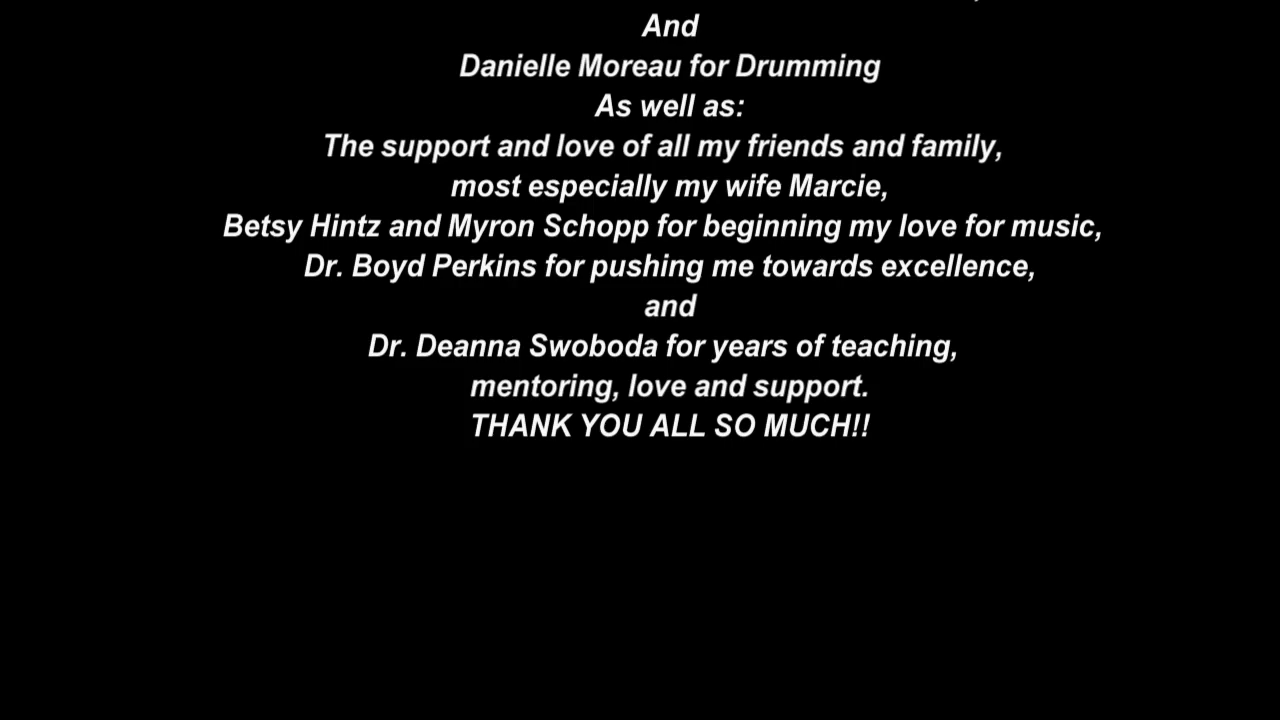 And
Danielle Moreau for Drumming
As well as:
The support and love of all my friends and family,
most especially my wife Marcie,
Betsy Hintz and Myron Schopp for beginning my love for music,
Dr. Boyd Perkins for pushing me towards excellence,
and
Dr. Deanna Swoboda for years of teaching,
mentoring, love and support.
THANK YOU ALL SO MUCH!!